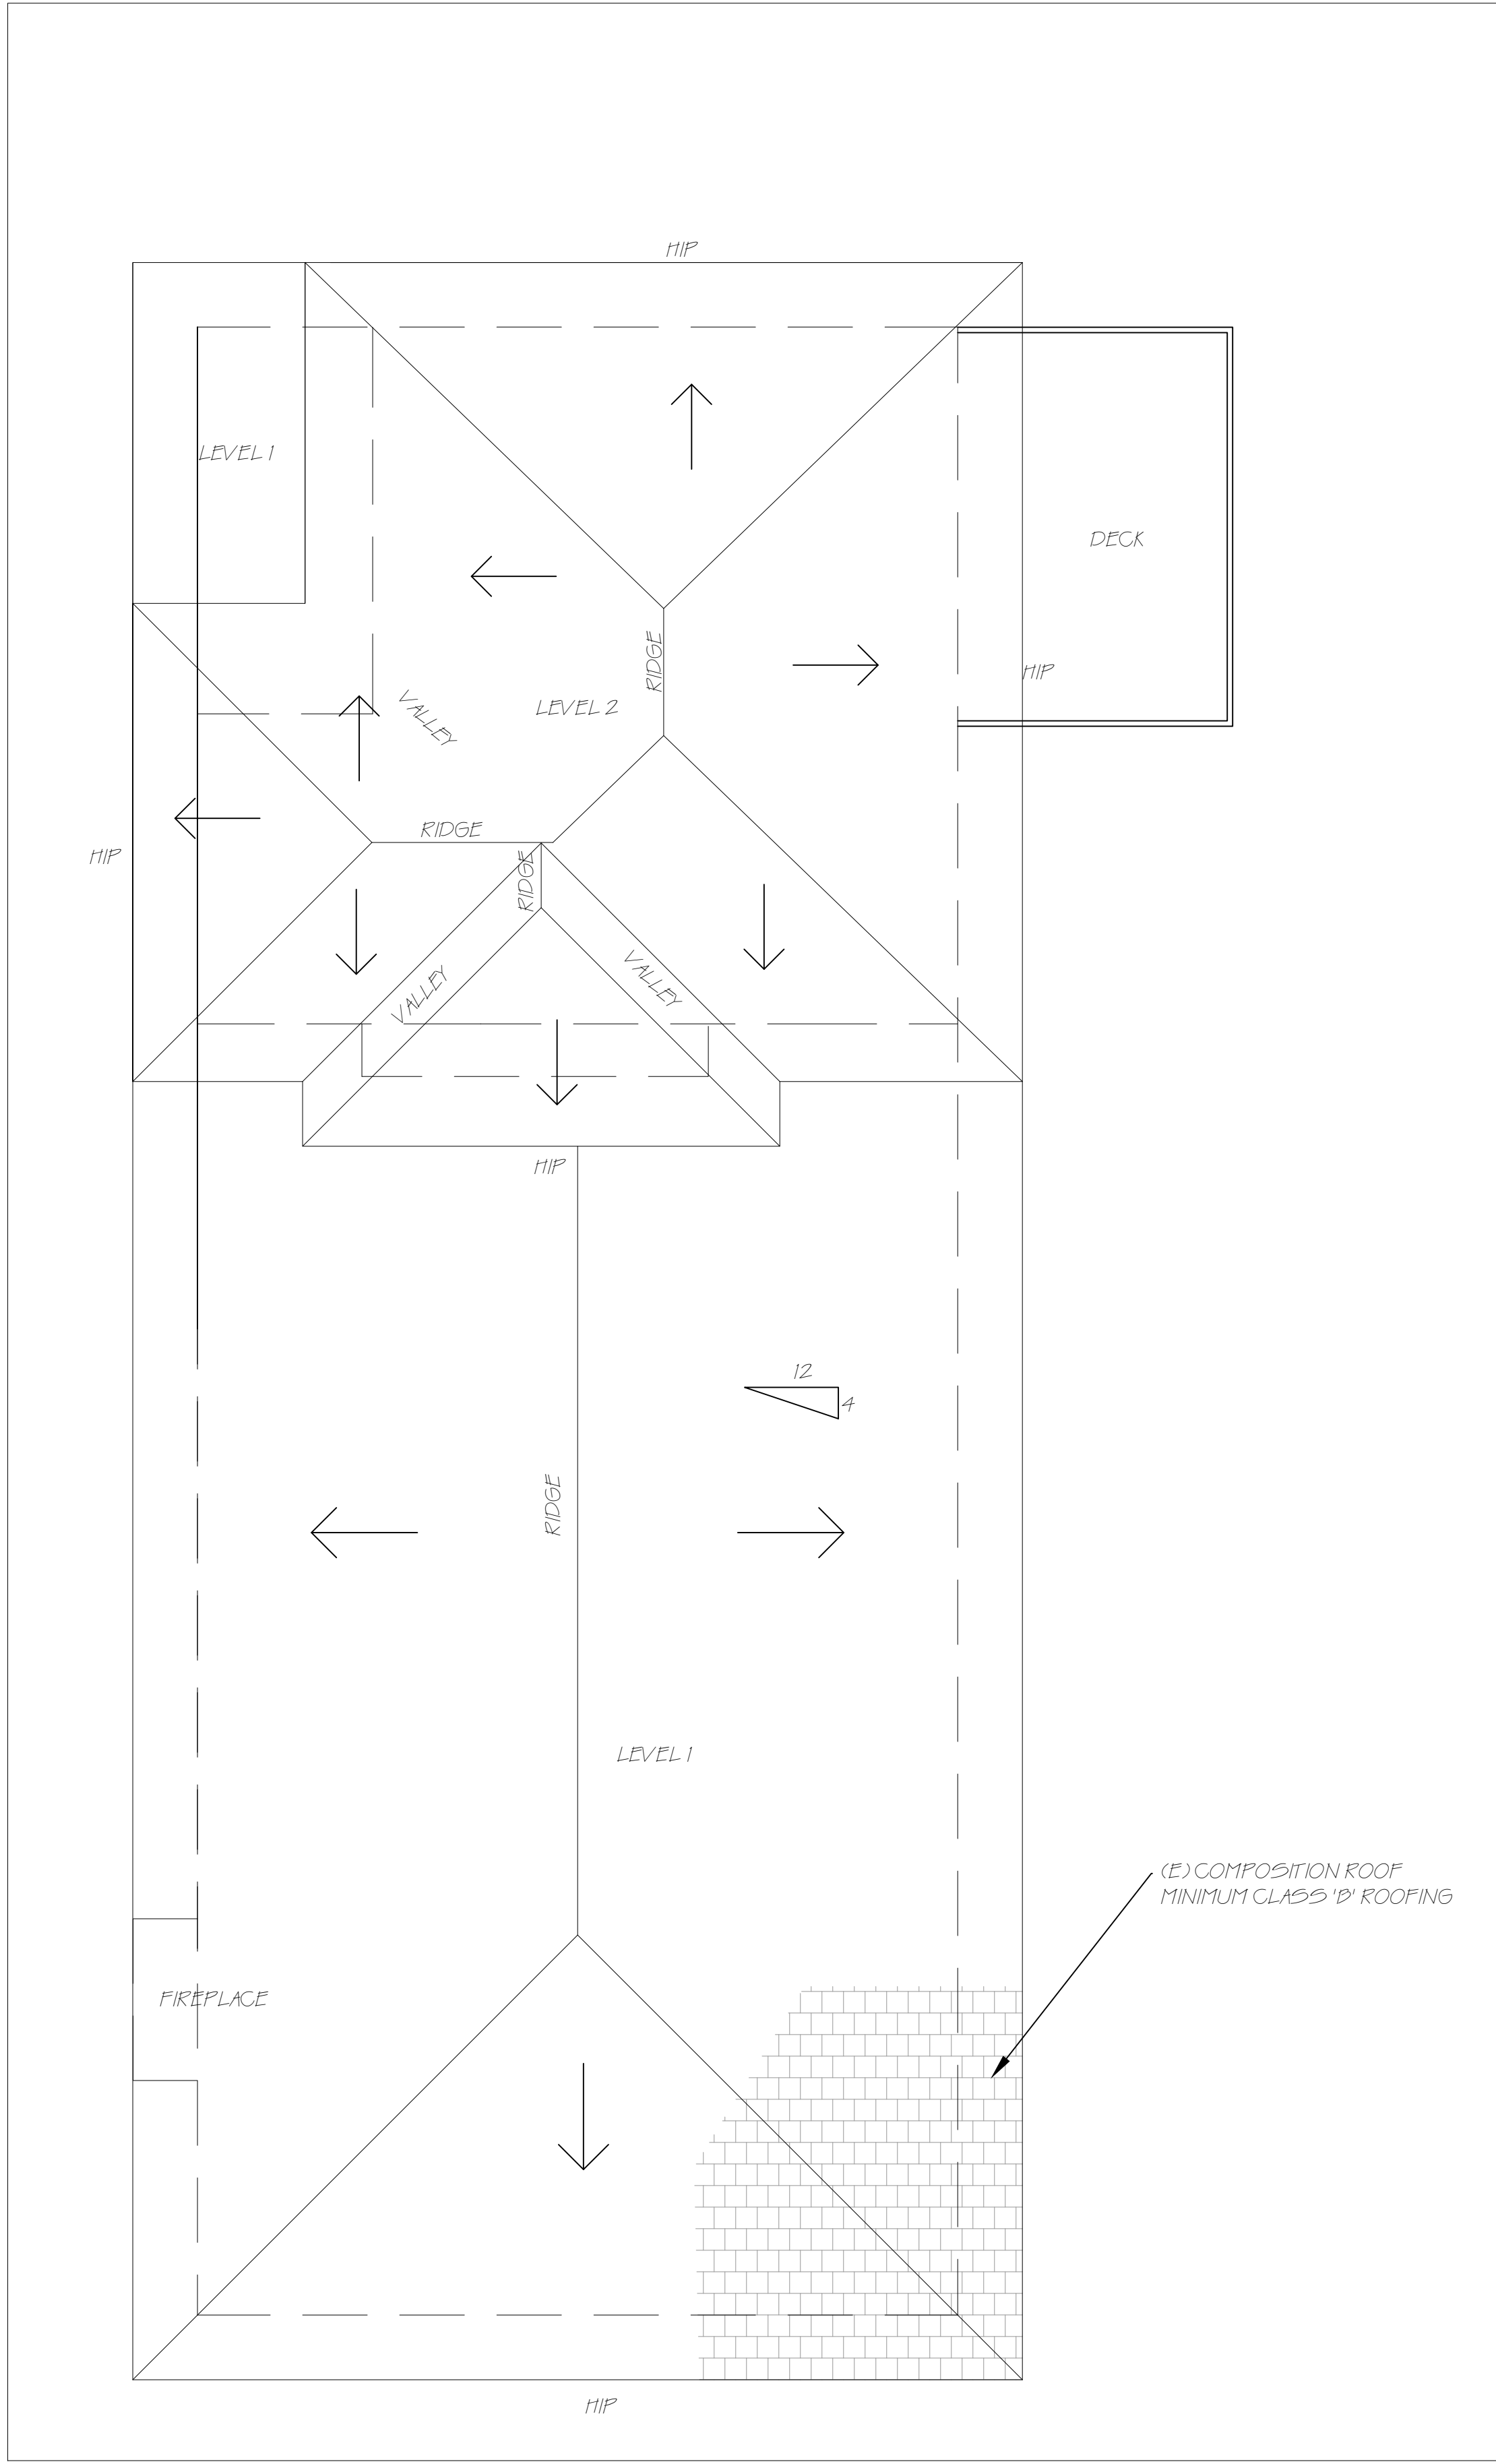 HIP
LEVEL 1
DECK
RIDGE
HIP
VALLEY
LEVEL 2
RIDGE
HIP
RIDGE
VALLEY
VALLEY
HIP
12
4
RIDGE
LEVEL 1
(E) COMPOSITION ROOF
MINIMUM CLASS 'B' ROOFING
FIREPLACE
HIP